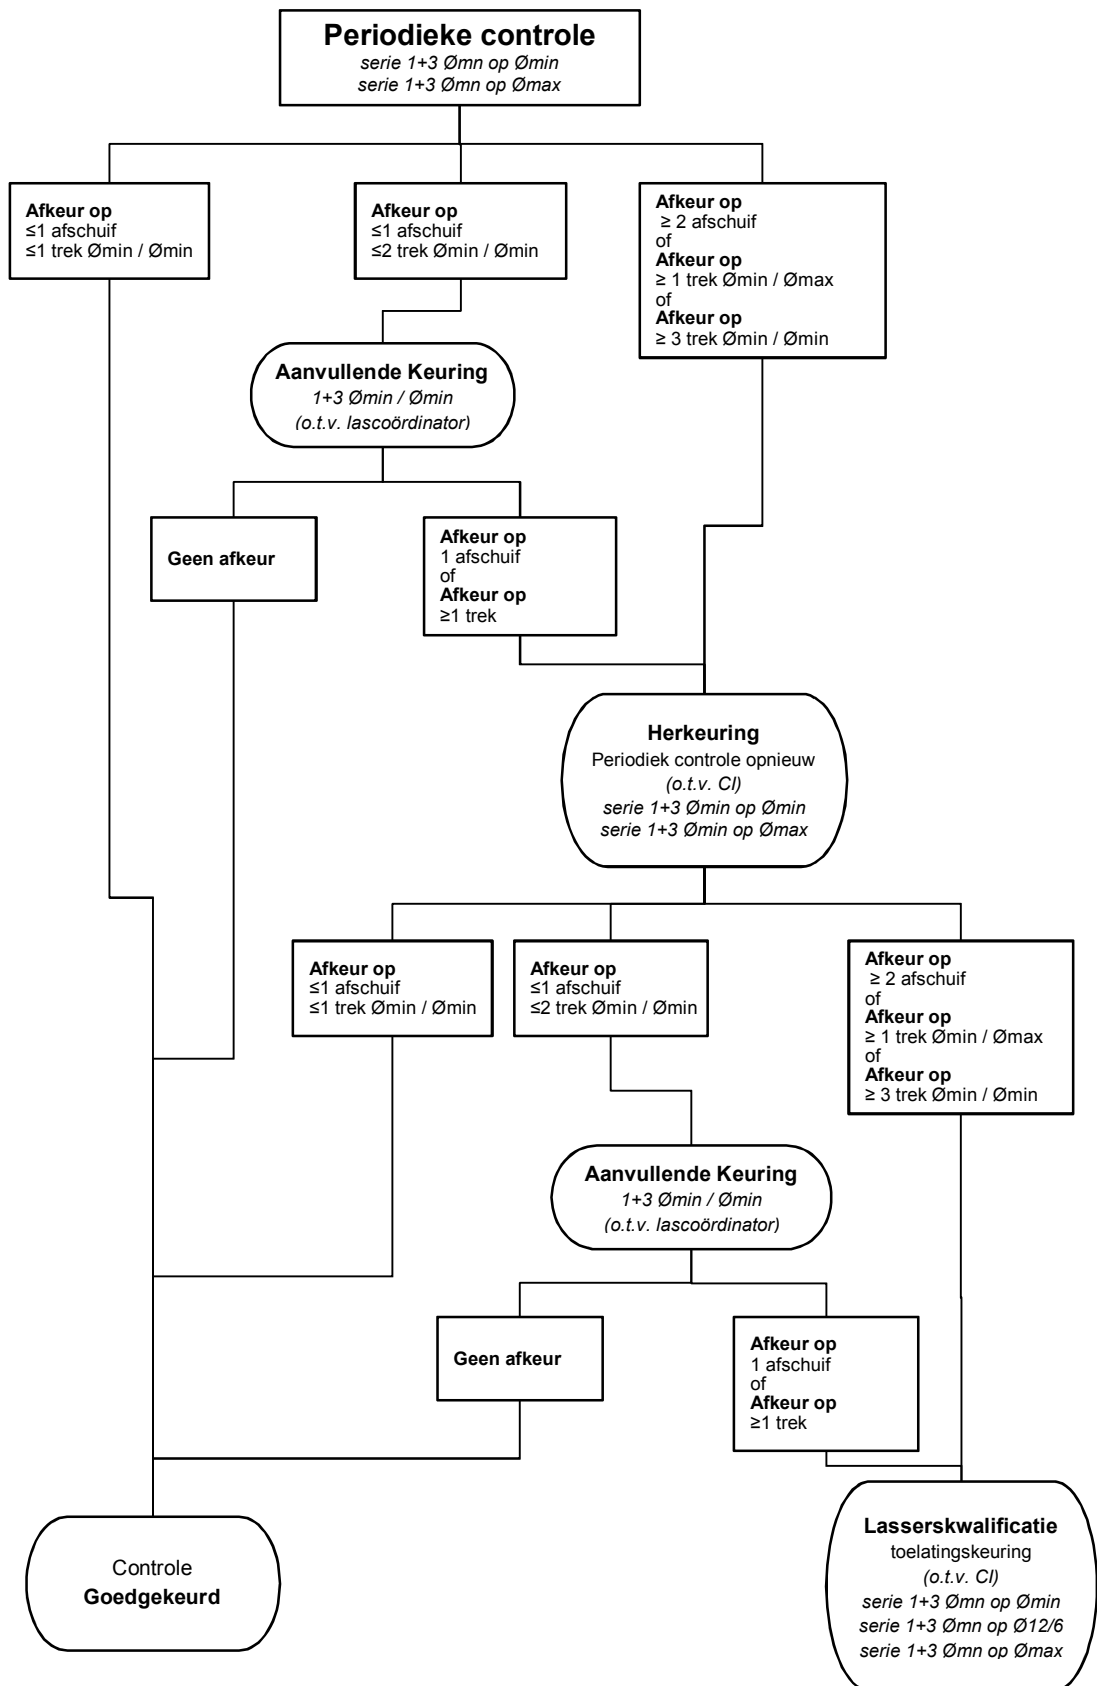 Periodieke controle
serie 1+3 Ømn op Ømin
serie 1+3 Ømn op Ømax
Afkeur op
≤1 afschuif
≤1 trek Ømin / Ømin
Afkeur op
≤1 afschuif
≤2 trek Ømin / Ømin
Afkeur op
≥ 2 afschuif
of
Afkeur op
≥ 1 trek Ømin / Ømax
of
Afkeur op
≥ 3 trek Ømin / Ømin
Aanvullende Keuring
1+3 Ømin / Ømin
(o.t.v. lascoördinator)
Geen afkeur
Afkeur op
1 afschuif
of
Afkeur op
≥1 trek
Herkeuring
Periodiek controle opnieuw
(o.t.v. CI)
serie 1+3 Ømin op Ømin
serie 1+3 Ømin op Ømax
Afkeur op
≤1 afschuif
≤1 trek Ømin / Ømin
Afkeur op
≤1 afschuif
≤2 trek Ømin / Ømin
Afkeur op
≥ 2 afschuif
of
Afkeur op
≥ 1 trek Ømin / Ømax
of
Afkeur op
≥ 3 trek Ømin / Ømin
Aanvullende Keuring
1+3 Ømin / Ømin
(o.t.v. lascoördinator)
Geen afkeur
Afkeur op
1 afschuif
of
Afkeur op
≥1 trek
Controle
Goedgekeurd
Lasserskwalificatie
toelatingskeuring
(o.t.v. CI)
serie 1+3 Ømn op Ømin
serie 1+3 Ømn op Ø12/6
serie 1+3 Ømn op Ømax